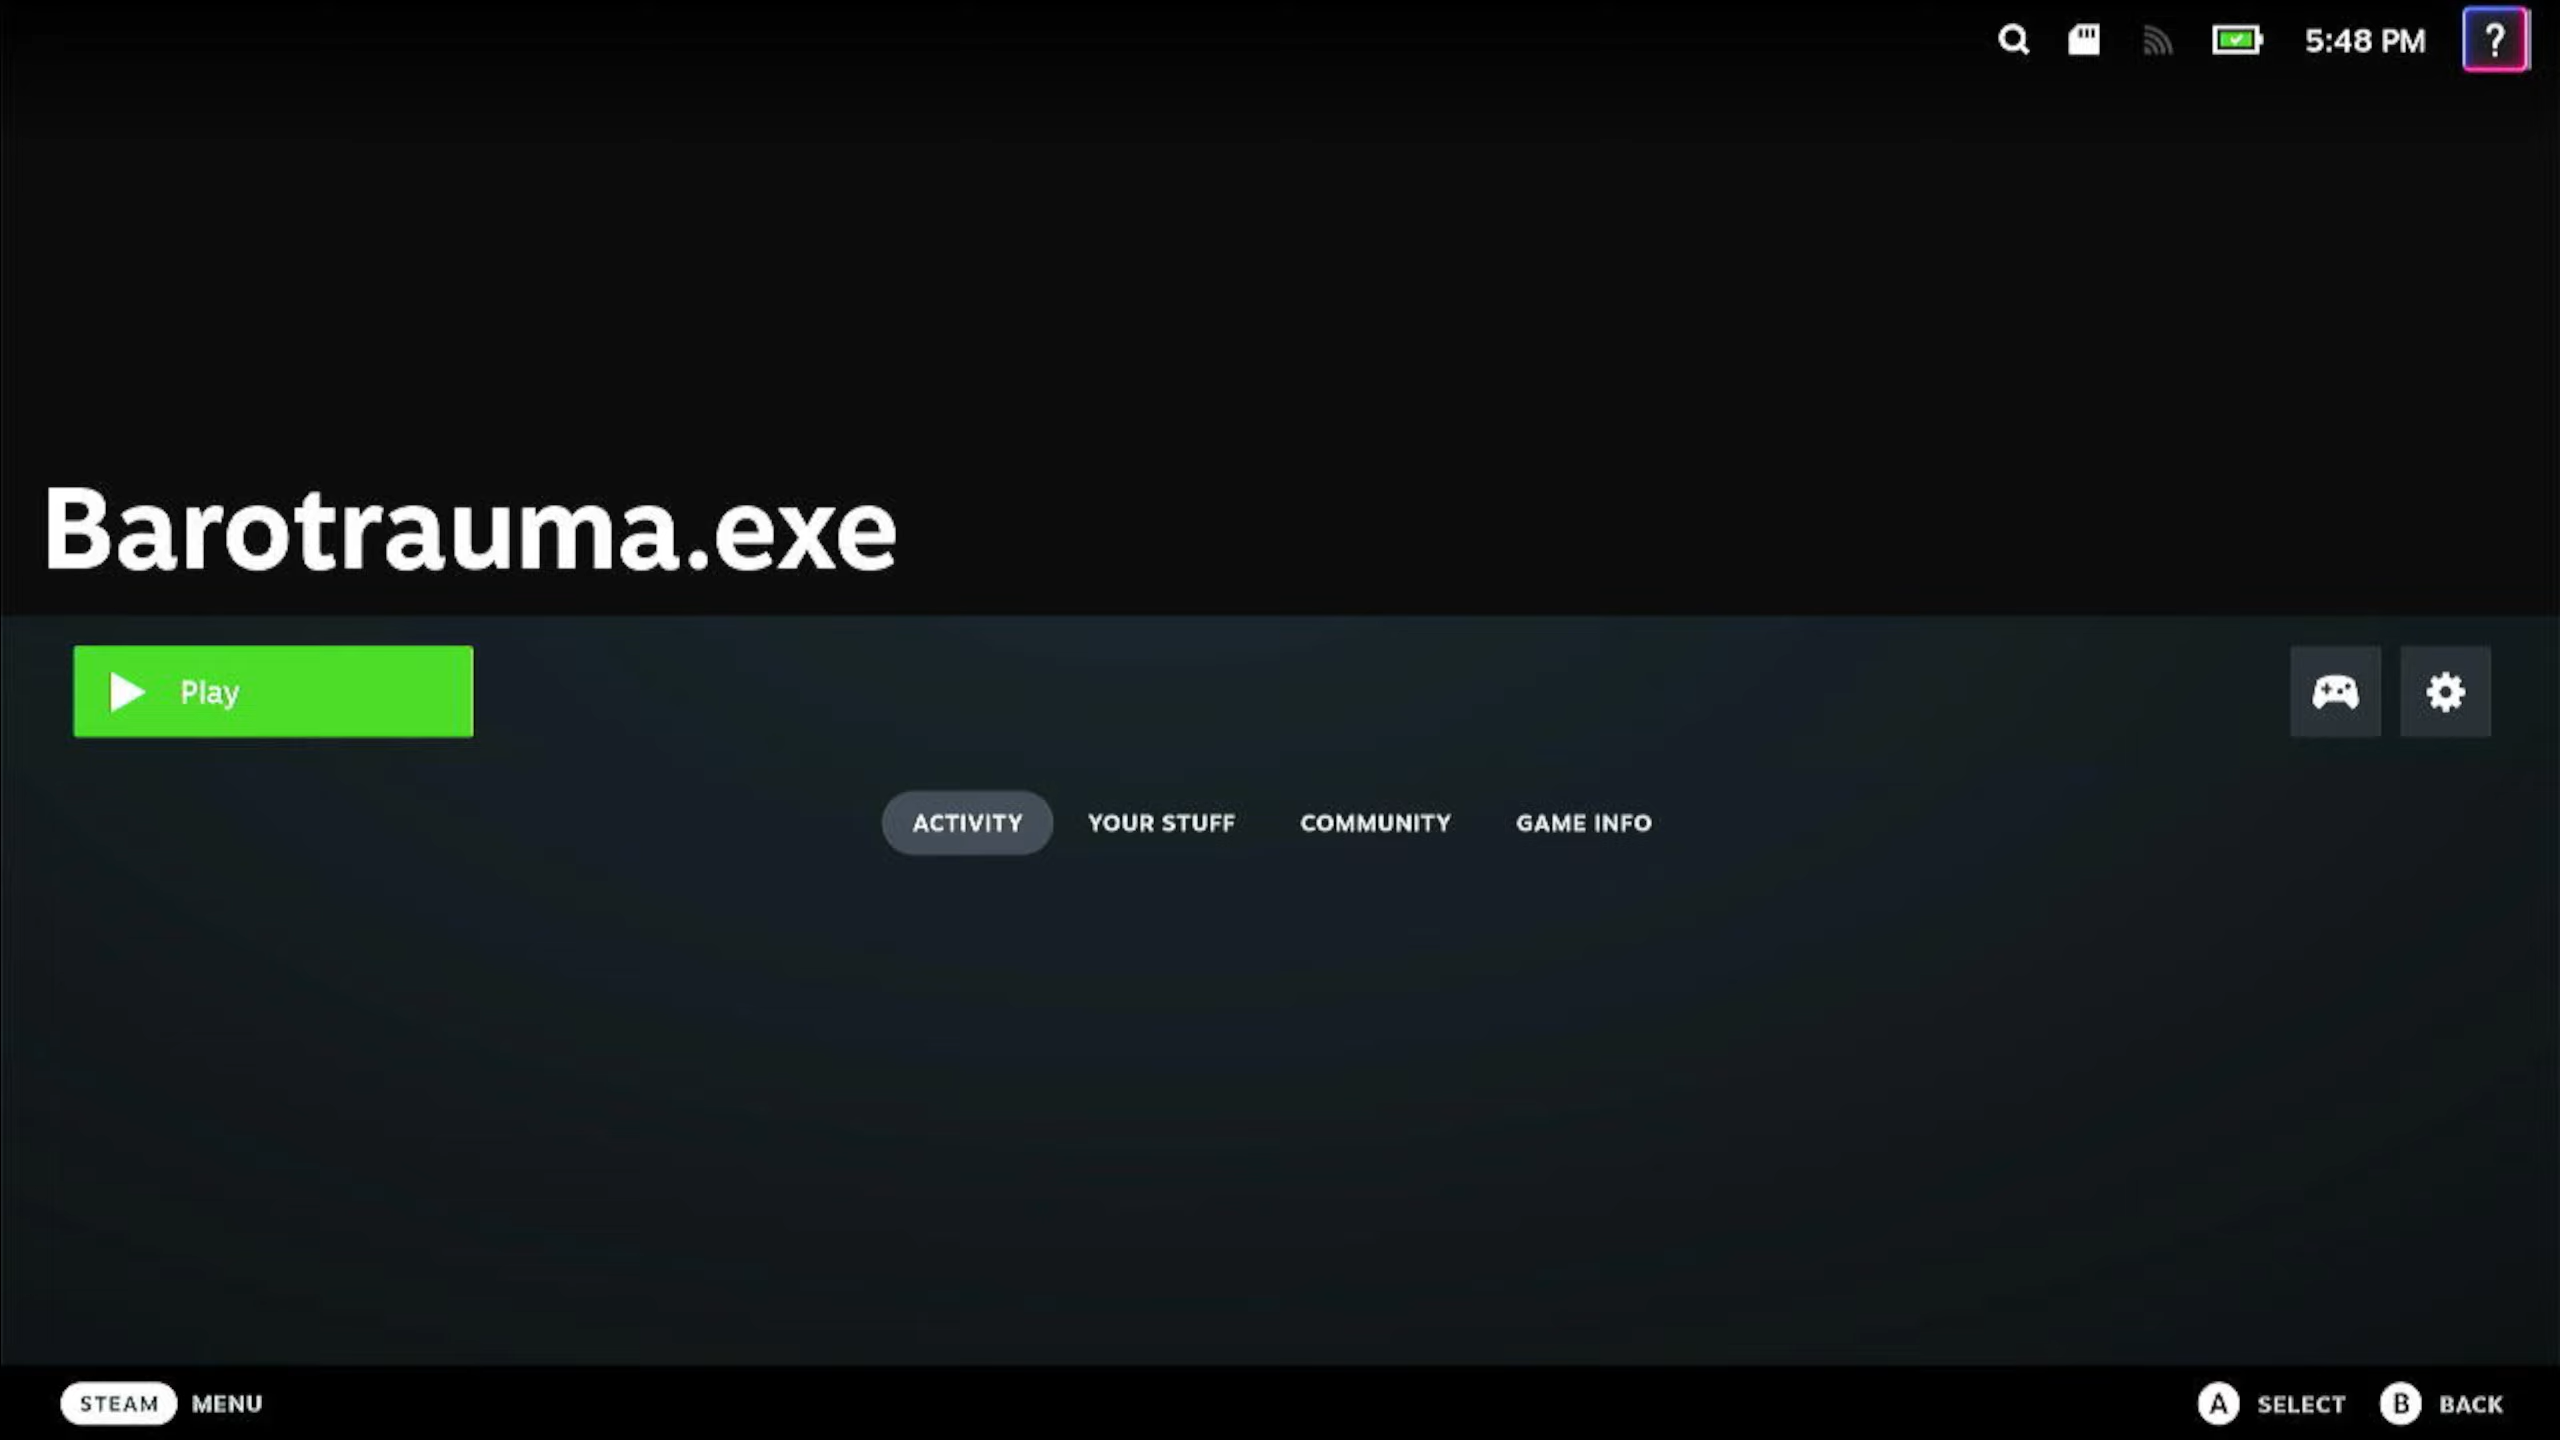 5:48 PM
?
Barotrauma.exe
Play
ACTIVITY YOUR STUFF COMMUNITY GAME INFO
STEAM MENU A SELECT B BACK